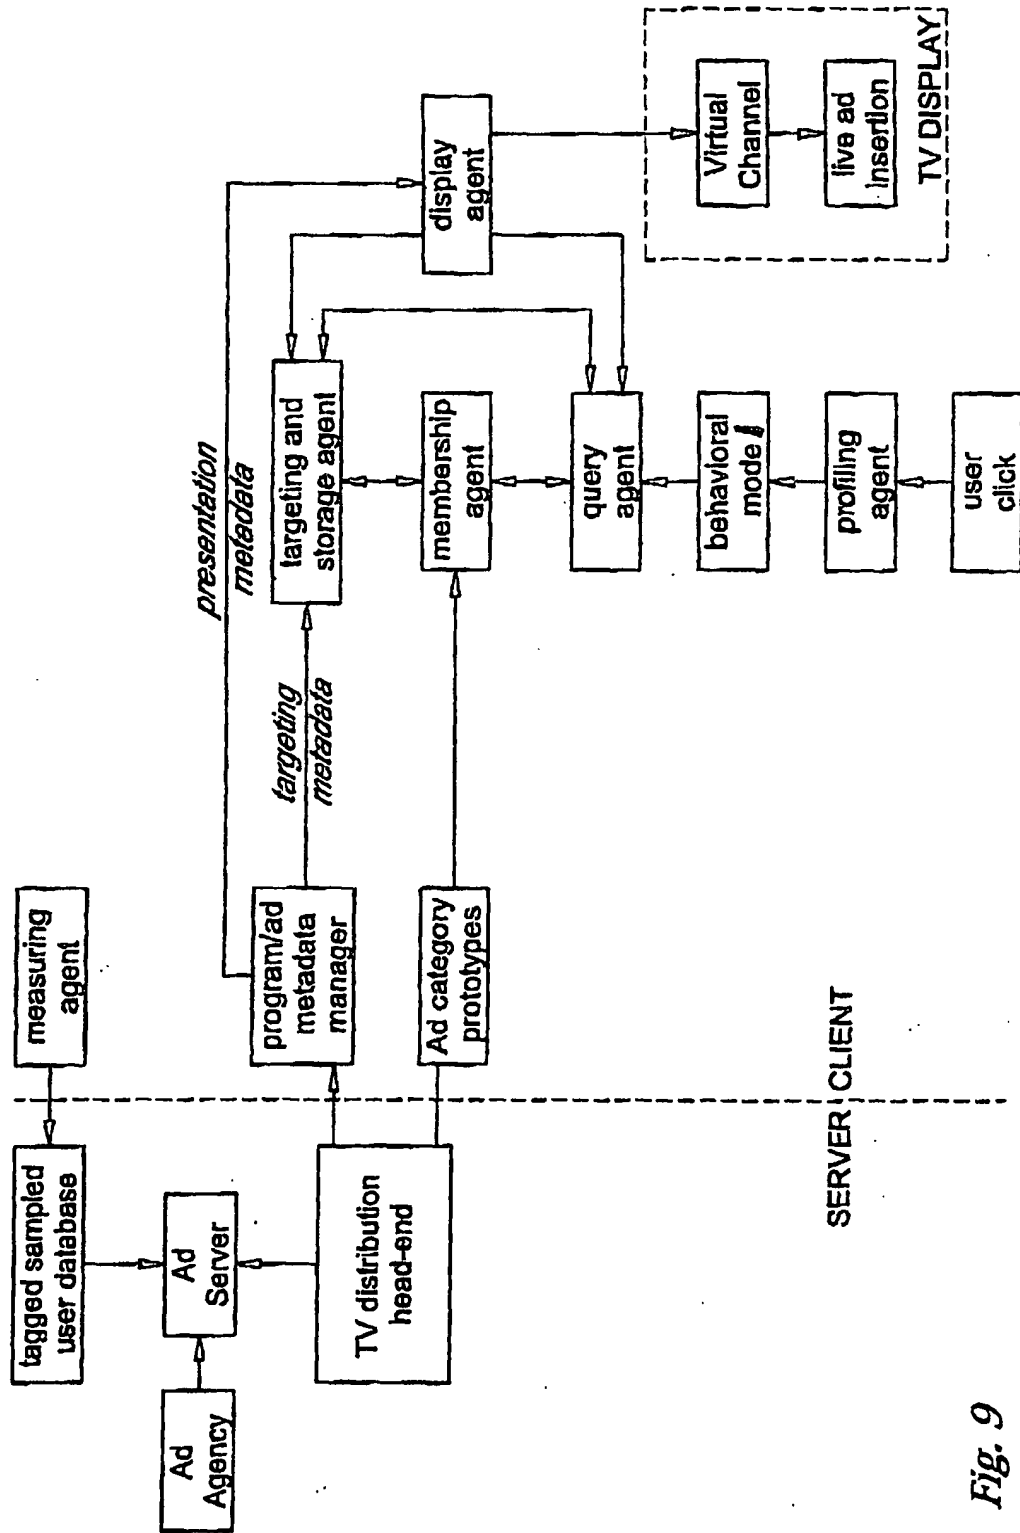 Ad
Agency
tagged sampled
user database
Ad
Server
TV distribution
head-end
measuring
agent
program/ad
metadata
manager
Ad category
prototypes
SERVER
CLIENT
presentation
metadata
targeting
metadata
targeting and
storage agent
membership
agent
query
agent
behavioral
model
profiling
agent
user
click
display
agent
Virtual
Channel
live ad
insertion
TV DISPLAY
Fig. 9